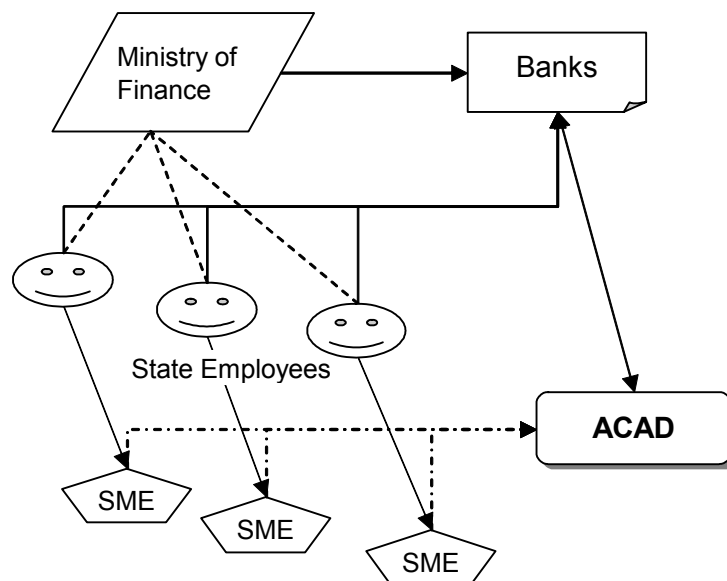 Ministry of
Finance
Banks
State Employees
ACAD
SME
SME
SME